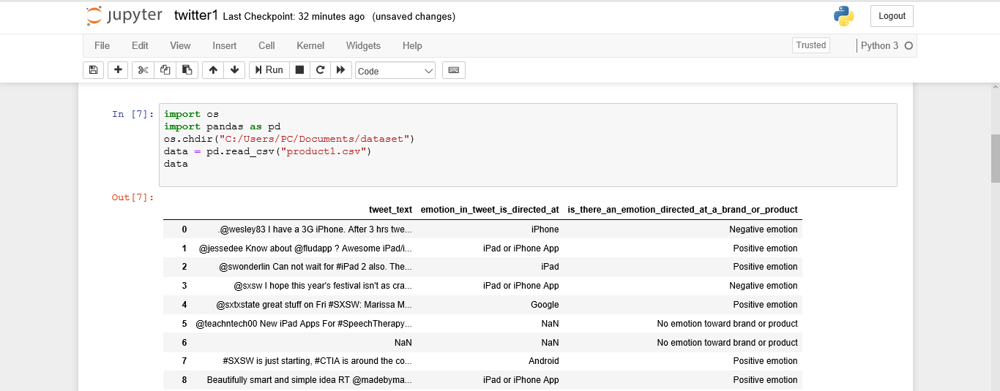 jupyter twitter1 Last Checkpoint: 32 minutes ago (unsaved changes) Logout
File Edit View Insert Cell Kernel Widgets Help Trusted Python 3
Run Code
In [7]: import os
import pandas as pd
os.chdir("C:/Users/PC/Documents/dataset")
data = pd.read_csv("product1.csv")
data
Out[7]:
tweet_text emotion_in_tweet_is_directed_at is_there_an_emotion_directed_at_a_brand_or_product
0 .@wesley83 I have a 3G iPhone. After 3 hrs twe... iPhone Negative emotion
1 @jessedee Know about @fludapp ? Awesome iPad/i... iPad or iPhone App Positive emotion
2 @swonderlin Can not wait for #iPad 2 also. The... iPad Positive emotion
3 @sxsw I hope this year's festival isn't as cra... iPad or iPhone App Negative emotion
4 @sxtxstate great stuff on Fri #SXSW: Marissa M... Google Positive emotion
5 @teachntech00 New iPad Apps For #SpeechTherapy... NaN No emotion toward brand or product
6 NaN NaN No emotion toward brand or product
7 #SXSW is just starting, #CTIA is around the co... Android Positive emotion
8 Beautifully smart and simple idea RT @madebyma... iPad or iPhone App Positive emotion